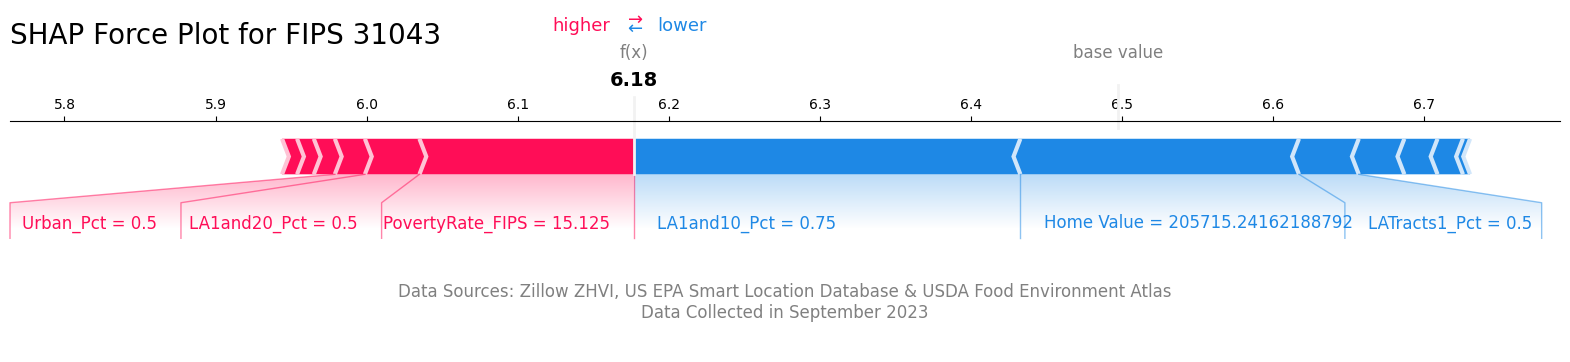 SHAP Force Plot for FIPS 31043
higher ⇄ lower
f(x)
base value
6.18
5.8 5.9 6.0 6.1 6.2 6.3 6.4 6.5 6.6 6.7
Urban_Pct = 0.5 LA1and20_Pct = 0.5 PovertyRate_FIPS = 15.125 LA1and10_Pct = 0.75 Home Value = 205715.24162188792 LATracts1_Pct = 0.5
Data Sources: Zillow ZHVI, US EPA Smart Location Database & USDA Food Environment Atlas
Data Collected in September 2023